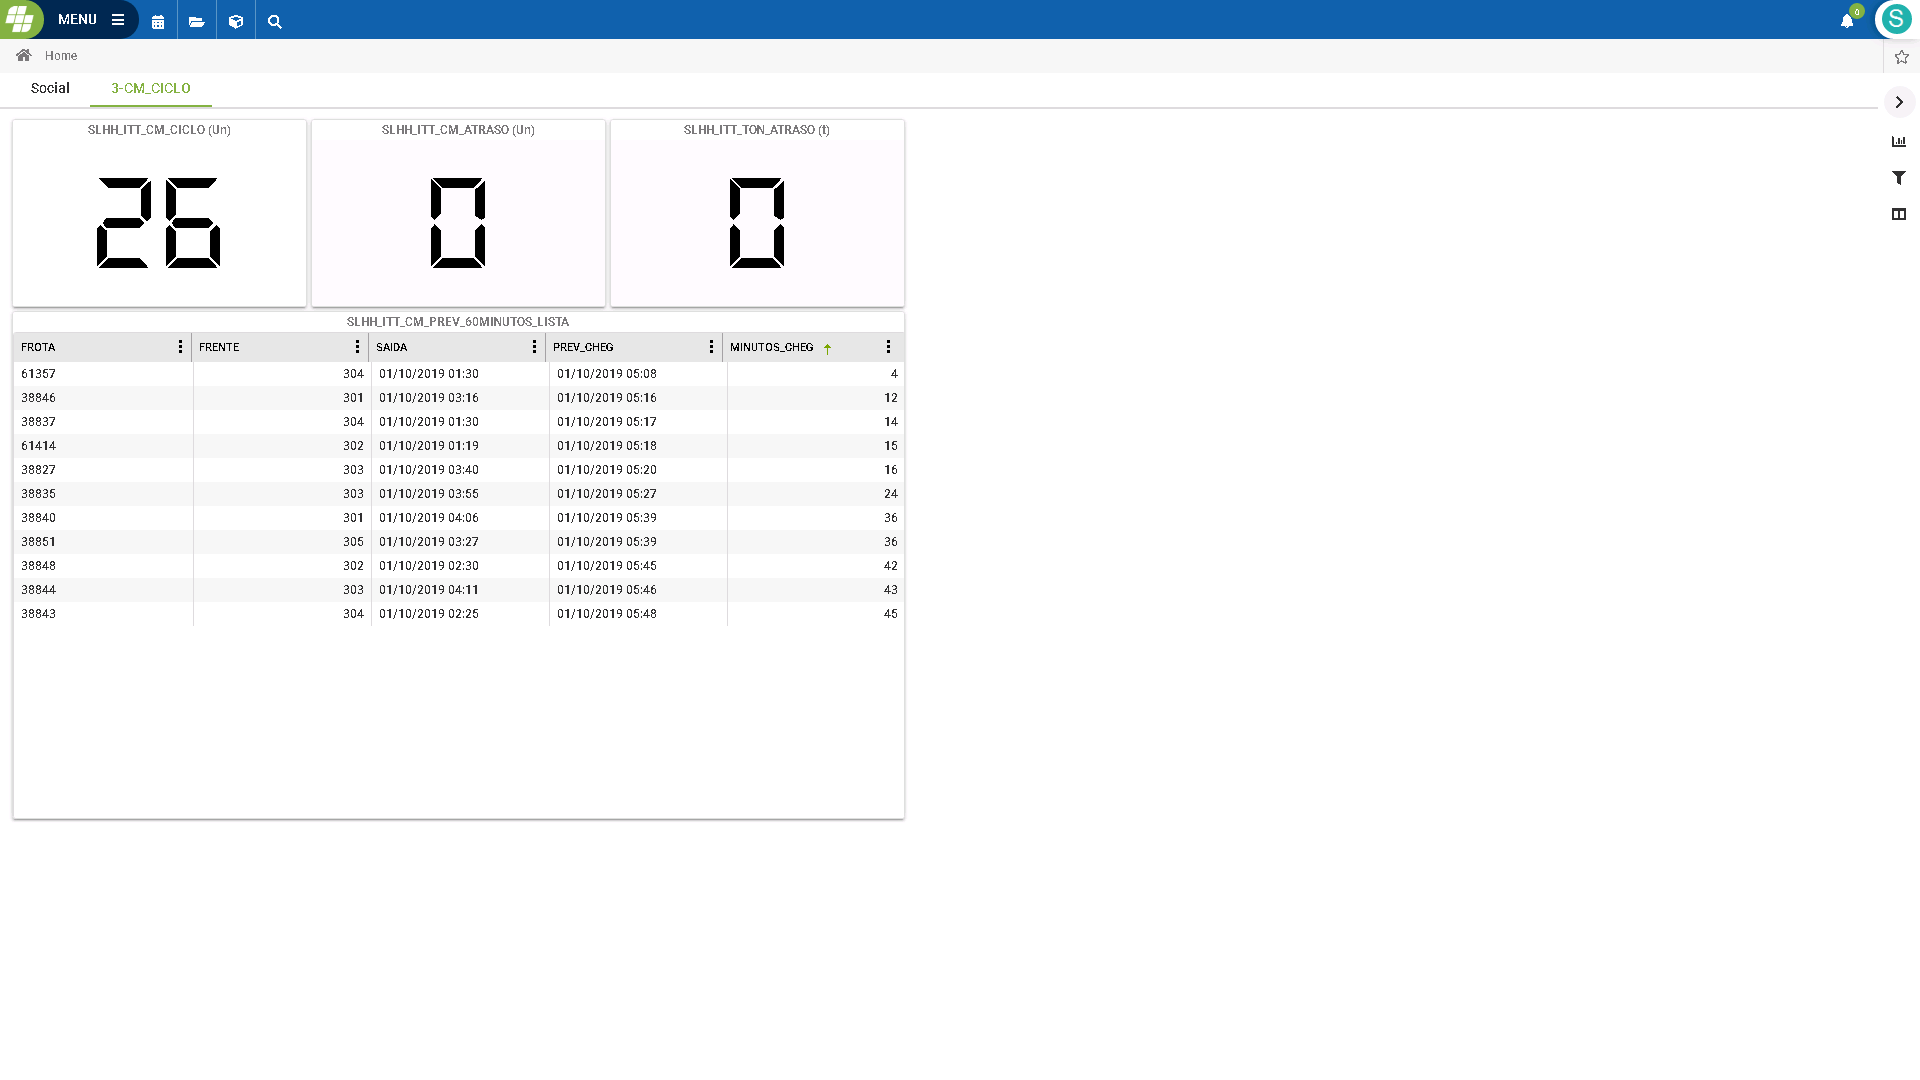 MENU
0
S
Home
Social 3-CM_CICLO
SLHH_ITT_CM_CICLO (Un) SLHH_ITT_CM_ATRASO (Un) SLHH_ITT_TON_ATRASO (t)
26 0 0
SLHH_ITT_CM_PREV_60MINUTOS_LISTA
FROTA FRENTE SAIDA PREV_CHEG MINUTOS_CHEG
61357 304 01/10/2019 01:30 01/10/2019 05:08 4
38846 301 01/10/2019 03:16 01/10/2019 05:16 12
38837 304 01/10/2019 01:30 01/10/2019 05:17 14
61414 302 01/10/2019 01:19 01/10/2019 05:18 15
38827 303 01/10/2019 03:40 01/10/2019 05:20 16
38835 303 01/10/2019 03:55 01/10/2019 05:27 24
38840 301 01/10/2019 04:06 01/10/2019 05:39 36
38851 305 01/10/2019 03:27 01/10/2019 05:39 36
38848 302 01/10/2019 02:30 01/10/2019 05:45 42
38844 303 01/10/2019 04:11 01/10/2019 05:46 43
38843 304 01/10/2019 02:25 01/10/2019 05:48 45